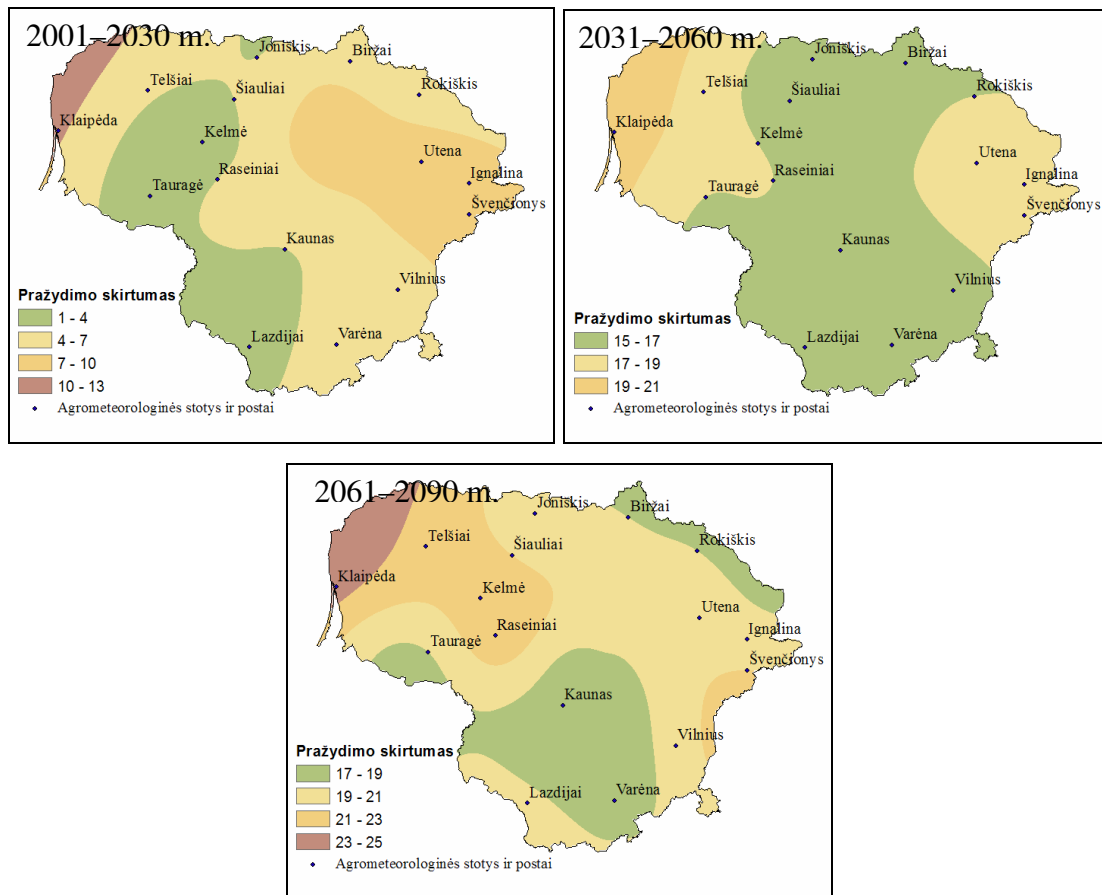 2001–2030 m.
Joniškis
Biržai
Telšiai
Šiauliai
Rokiškis
Klaipėda
Kelmė
Utena
Raseiniai
Ignalina
Tauragė
Švenčionys
Kaunas
Vilnius
Lazdijai
Varėna
Pražydimo skirtumas
1 - 4
4 - 7
7 - 10
10 - 13
Agrometeorologinės stotys ir postai
2031–2060 m.
Joniškis
Biržai
Telšiai
Šiauliai
Rokiškis
Klaipėda
Kelmė
Utena
Raseiniai
Ignalina
Tauragė
Švenčionys
Kaunas
Vilnius
Lazdijai
Varėna
Pražydimo skirtumas
15 - 17
17 - 19
19 - 21
Agrometeorologinės stotys ir postai
2061–2090 m.
Joniškis
Biržai
Telšiai
Šiauliai
Rokiškis
Klaipėda
Kelmė
Utena
Raseiniai
Ignalina
Tauragė
Švenčionys
Kaunas
Vilnius
Lazdijai
Varėna
Pražydimo skirtumas
17 - 19
19 - 21
21 - 23
23 - 25
Agrometeorologinės stotys ir postai